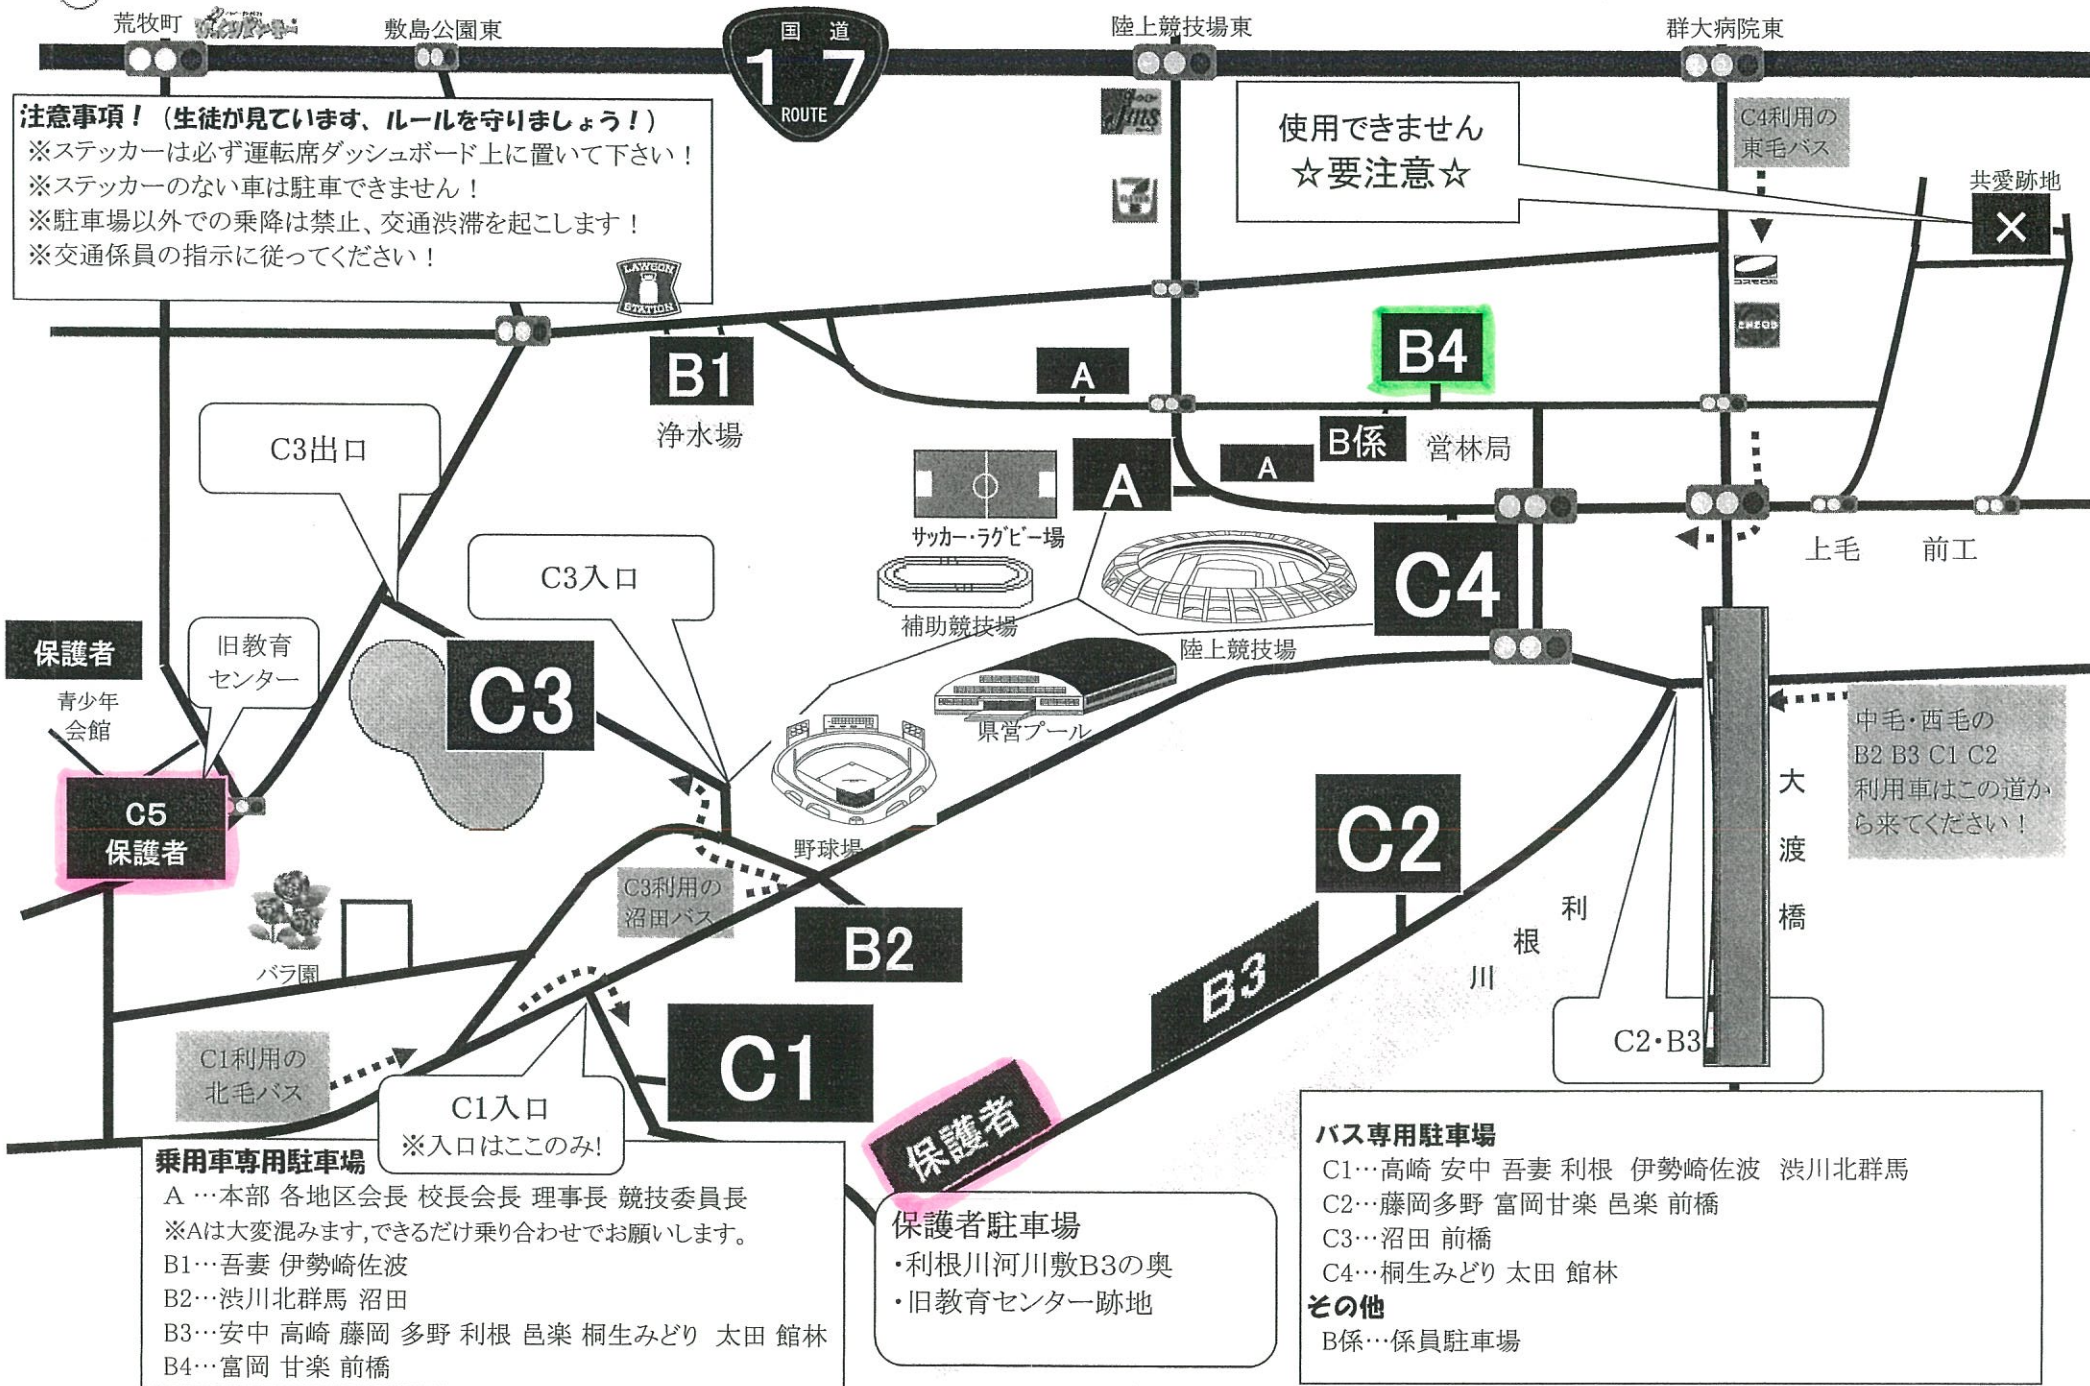 荒牧町
敷島公園東
国道
17
ROUTE
陸上競技場東
群大病院東
注意事項！（生徒が見ています、ルールを守りましょう！）
※ステッカーは必ず運転席ダッシュボード上に置いて下さい！
※ステッカーのない車は駐車できません！
※駐車場以外での乗降は禁止、交通渋滞を起こします！
※交通係員の指示に従ってください！
LAWSON
STATION
使用できません
☆要注意☆
C4利用の
東毛バス
共愛跡地
×
B1
浄水場
A
B4
B係
営林局
A
A
C3出口
C3入口
サッカー・ラグビー場
補助競技場
陸上競技場
県営プール
C4
上毛
前工
保護者
青少年
会館
旧教育
センター
C3
C5
保護者
野球場
C3利用の
沼田バス
B2
C2
B3
中毛・西毛の
B2 B3 C1 C2
利用車はこの道か
ら来てください！
大渡橋
利根川
バラ園
C1利用の
北毛バス
C1入口
※入口はここのみ!
C1
保護者
C2・B3
乗用車専用駐車場
A …本部 各地区会長 校長会長 理事長 競技委員長
※Aは大変混みます,できるだけ乗り合わせでお願いします。
B1…吾妻 伊勢崎佐波
B2…渋川北群馬 沼田
B3…安中 高崎 藤岡 多野 利根 邑楽 桐生みどり 太田 館林
B4…富岡 甘楽 前橋
保護者駐車場
・利根川河川敷B3の奥
・旧教育センター跡地
バス専用駐車場
C1…高崎 安中 吾妻 利根 伊勢崎佐波 渋川北群馬
C2…藤岡多野 富岡甘楽 邑楽 前橋
C3…沼田 前橋
C4…桐生みどり 太田 館林
その他
B係…係員駐車場